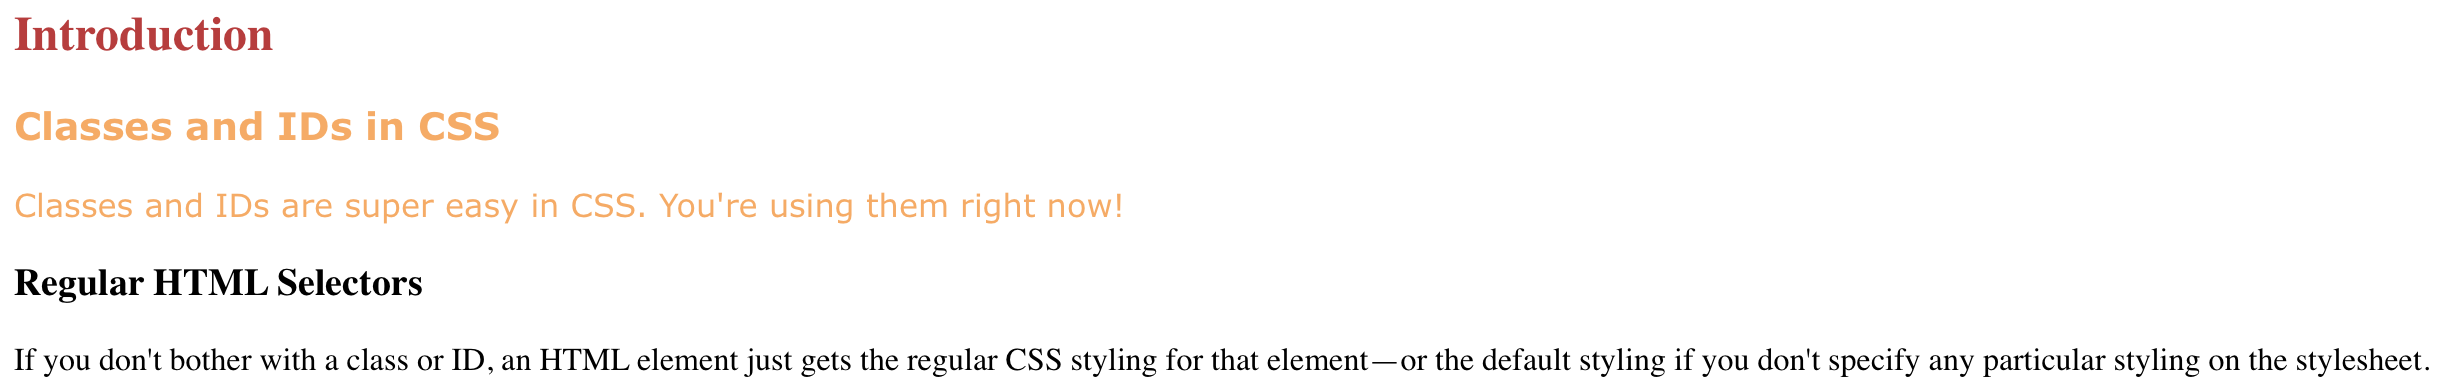 Introduction
Classes and IDs in CSS
Classes and IDs are super easy in CSS. You're using them right now!
Regular HTML Selectors
If you don't bother with a class or ID, an HTML element just gets the regular CSS styling for that element—or the default styling if you don't specify any particular styling on the stylesheet.